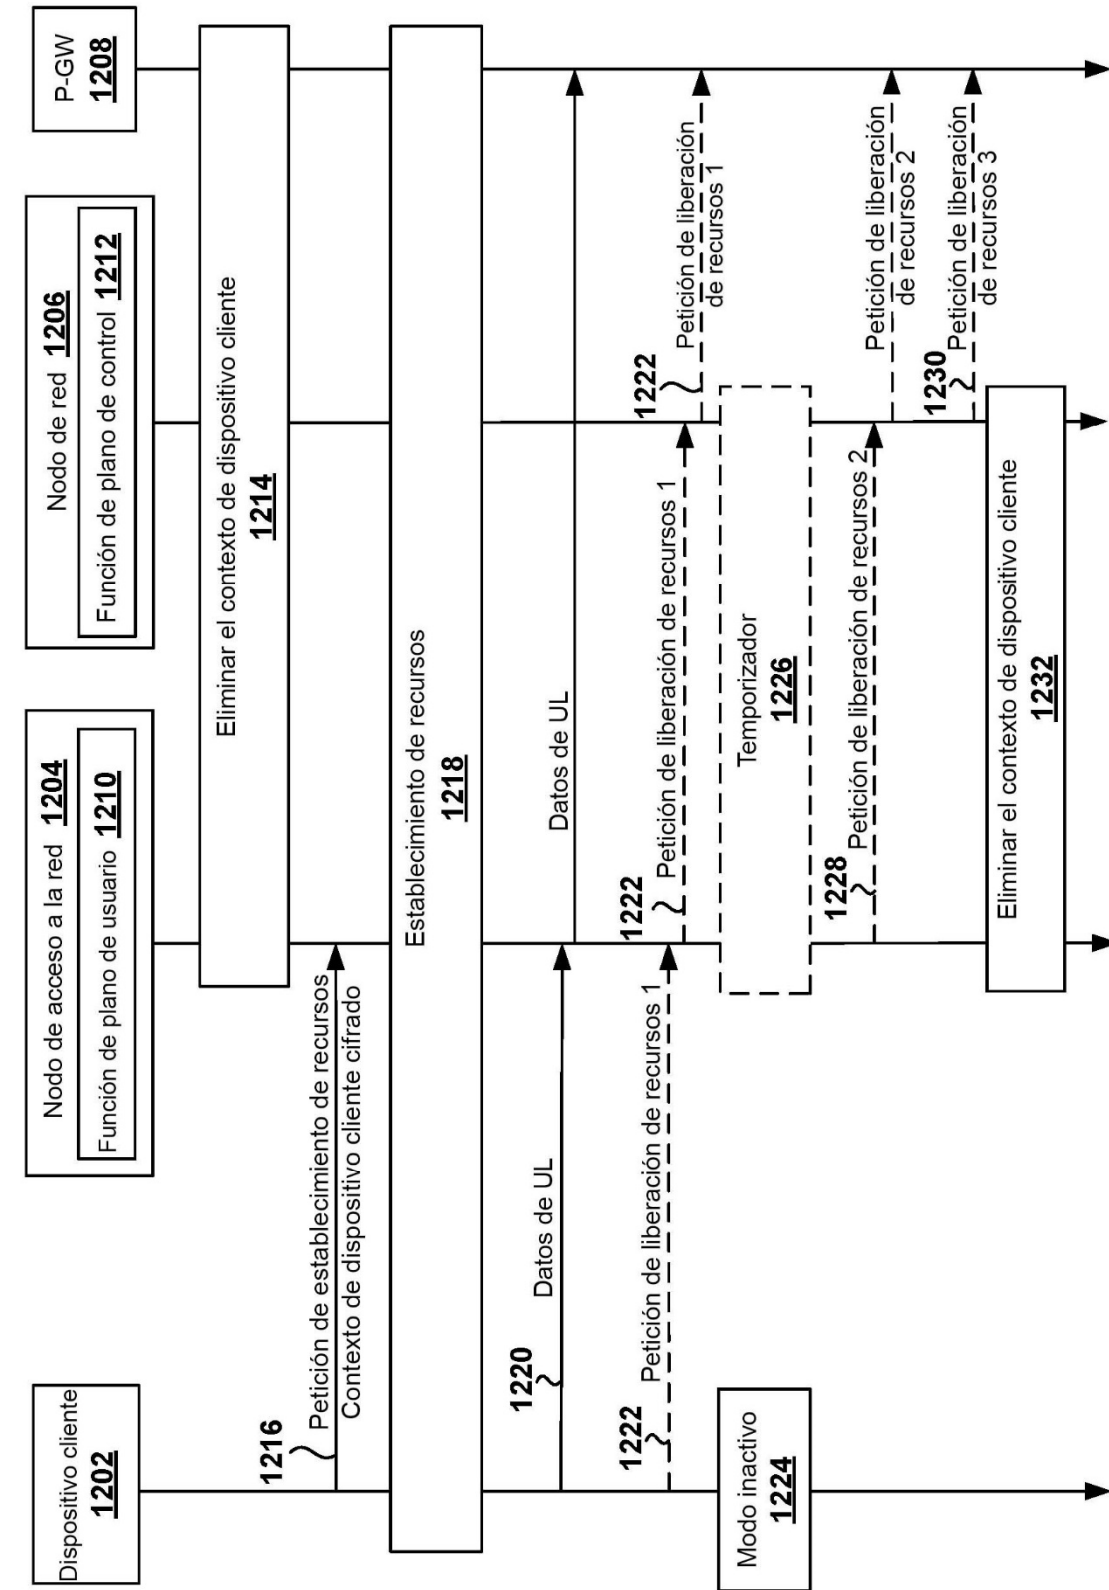 Dispositivo cliente
1202
Nodo de acceso a la red 1204
Función de plano de usuario 1210
Nodo de red 1206
Función de plano de control 1212
P-GW
1208
Eliminar el contexto de dispositivo cliente
1214
1216
Petición de establecimiento de recursos
Contexto de dispositivo cliente cifrado
Establecimiento de recursos
1218
1220
Datos de UL
Datos de UL
1222
Petición de liberación de recursos 1
1222
Petición de liberación de recursos 1
1222
Petición de liberación
de recursos 1
Modo inactivo
1224
Temporizador
1226
1228
Petición de liberación de recursos 2
Petición de liberación
de recursos 2
1230
Petición de liberación
de recursos 3
Eliminar el contexto de dispositivo cliente
1232